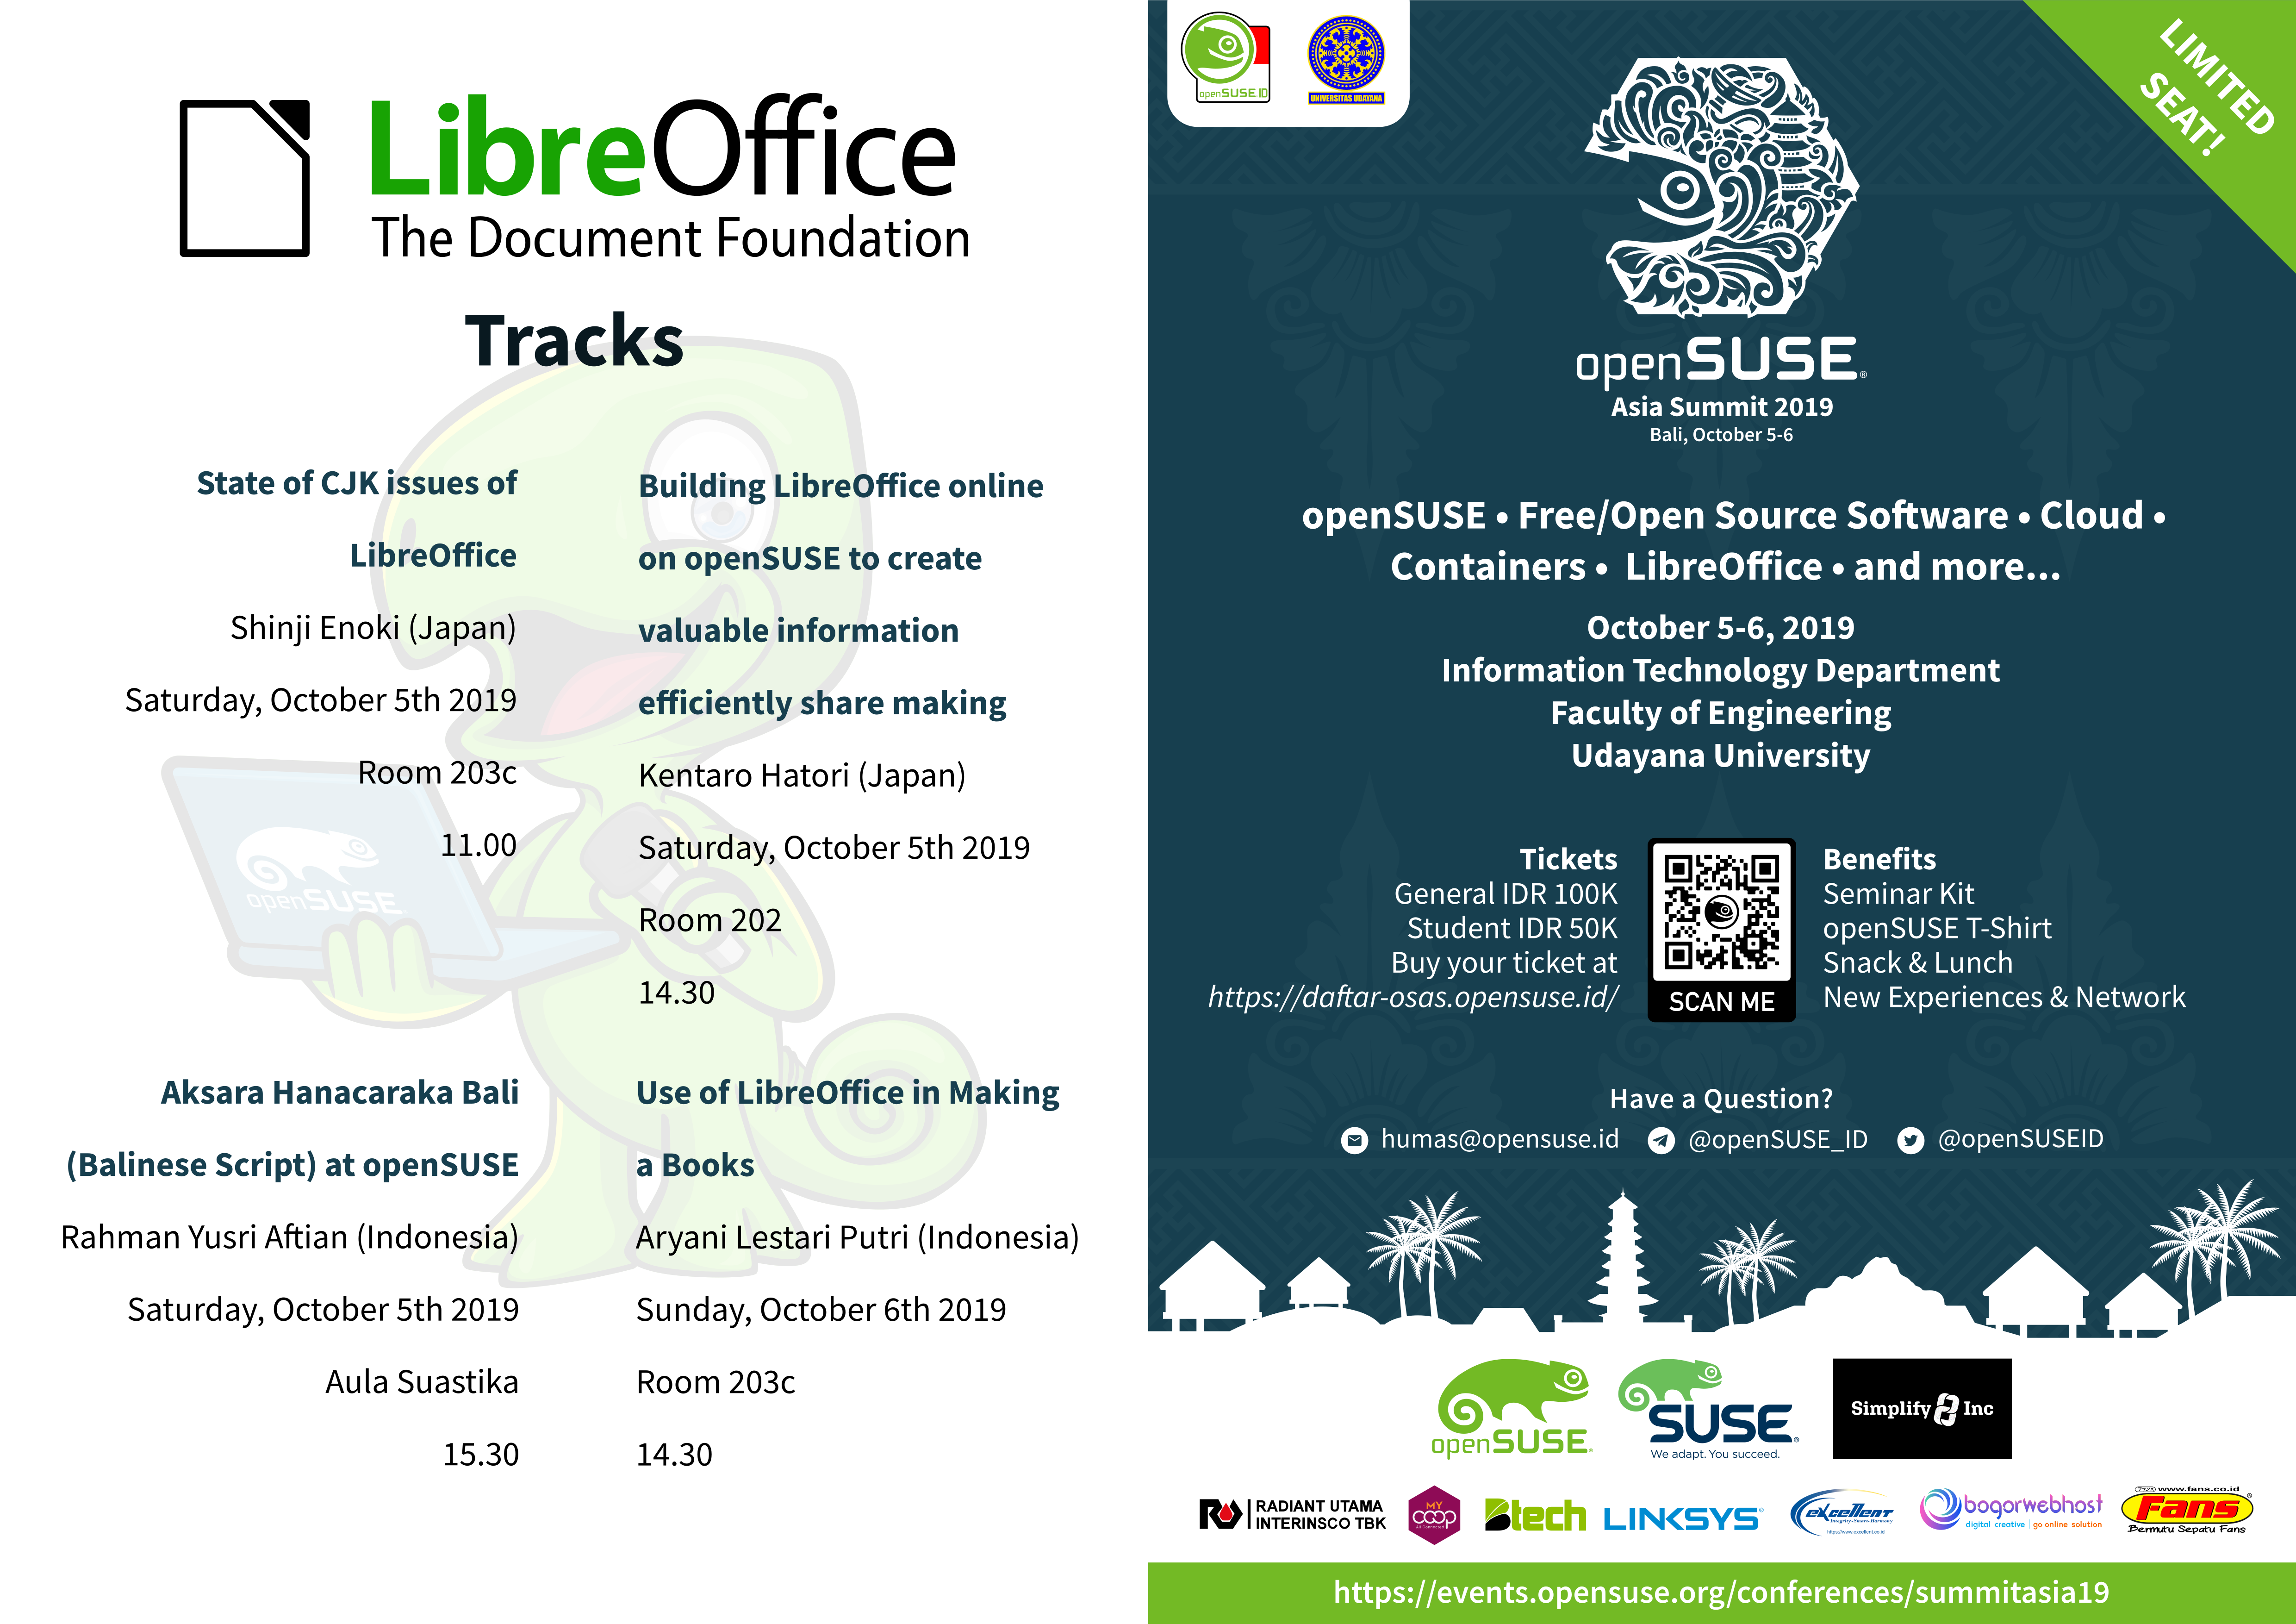 LibreOffice
The Document Foundation
Tracks
State of CJK issues of
LibreOffice
Shinji Enoki (Japan)
Saturday, October 5th 2019
Room 203c
11.00
Building LibreOffice online
on openSUSE to create
valuable information
efficiently share making
Kentaro Hatori (Japan)
Saturday, October 5th 2019
Room 202
14.30
Aksara Hanacaraka Bali
(Balinese Script) at openSUSE
Rahman Yusri Aftian (Indonesia)
Saturday, October 5th 2019
Aula Suastika
15.30
Use of LibreOffice in Making
a Books
Aryani Lestari Putri (Indonesia)
Sunday, October 6th 2019
Room 203c
14.30
openSUSE
openSUSE ID
UNIVERSITAS UDAYANA
LIMITED
SEAT!
openSUSE®
Asia Summit 2019
Bali, October 5-6
openSUSE • Free/Open Source Software • Cloud •
Containers • LibreOffice • and more...
October 5-6, 2019
Information Technology Department
Faculty of Engineering
Udayana University
Tickets
General IDR 100K
Student IDR 50K
Buy your ticket at
https://daftar-osas.opensuse.id/
SCAN ME
Benefits
Seminar Kit
openSUSE T-Shirt
Snack & Lunch
New Experiences & Network
Have a Question?
humas@opensuse.id @openSUSE_ID @openSUSEID
openSUSE®
SUSE®
We adapt. You succeed.
Simplify Inc
RADIANT UTAMA
INTERINSCO TBK
MY
COOP
Btech
LINKSYS®
eXcellent
Integrity-Smart-Harmony
https://www.excellent.co.id
bogorwebhost
digital creative | go online solution
www.fans.co.id
Fans®
Bermutu Sepatu Fans
https://events.opensuse.org/conferences/summitasia19